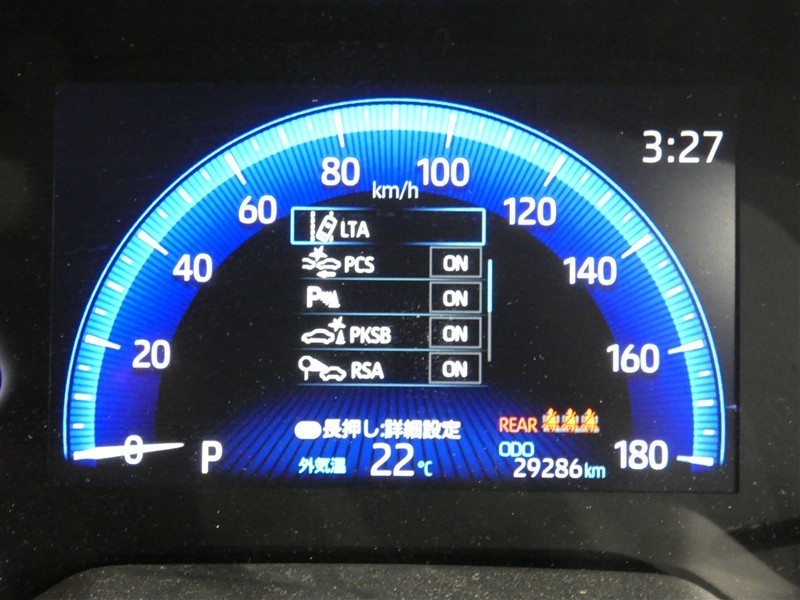 3:27
80
100
km/h
60
120
LTA
40
PCS ON
140
P ON
PKSB ON
20
160
RSA ON
長押し:詳細設定
REAR
0
P
外気温 22℃
ODO
29286km
180